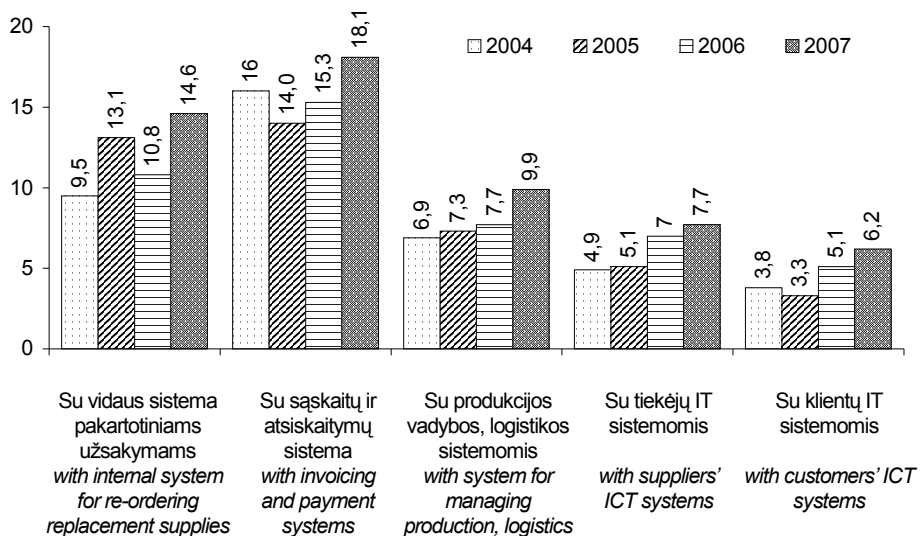 20
15
10
5
0
2004 2005 2006 2007
9,5 13,1 10,8 14,6
16 14,0 15,3 18,1
6,9 7,3 7,7 9,9
4,9 5,1 7 7,7
3,8 3,3 5,1 6,2
Su vidaus sistema
pakartotiniams
užsakymams
with internal system
for re-ordering
replacement supplies
Su sąskaitų ir
atsiskaitymų
sistema
with invoicing
and payment
systems
Su produkcijos
vadybos, logistikos
sistemomis
with system for
managing
production, logistics
Su tiekėjų IT
sistemomis
with suppliers’
ICT systems
Su klientų IT
sistemomis
with customers’ ICT
systems